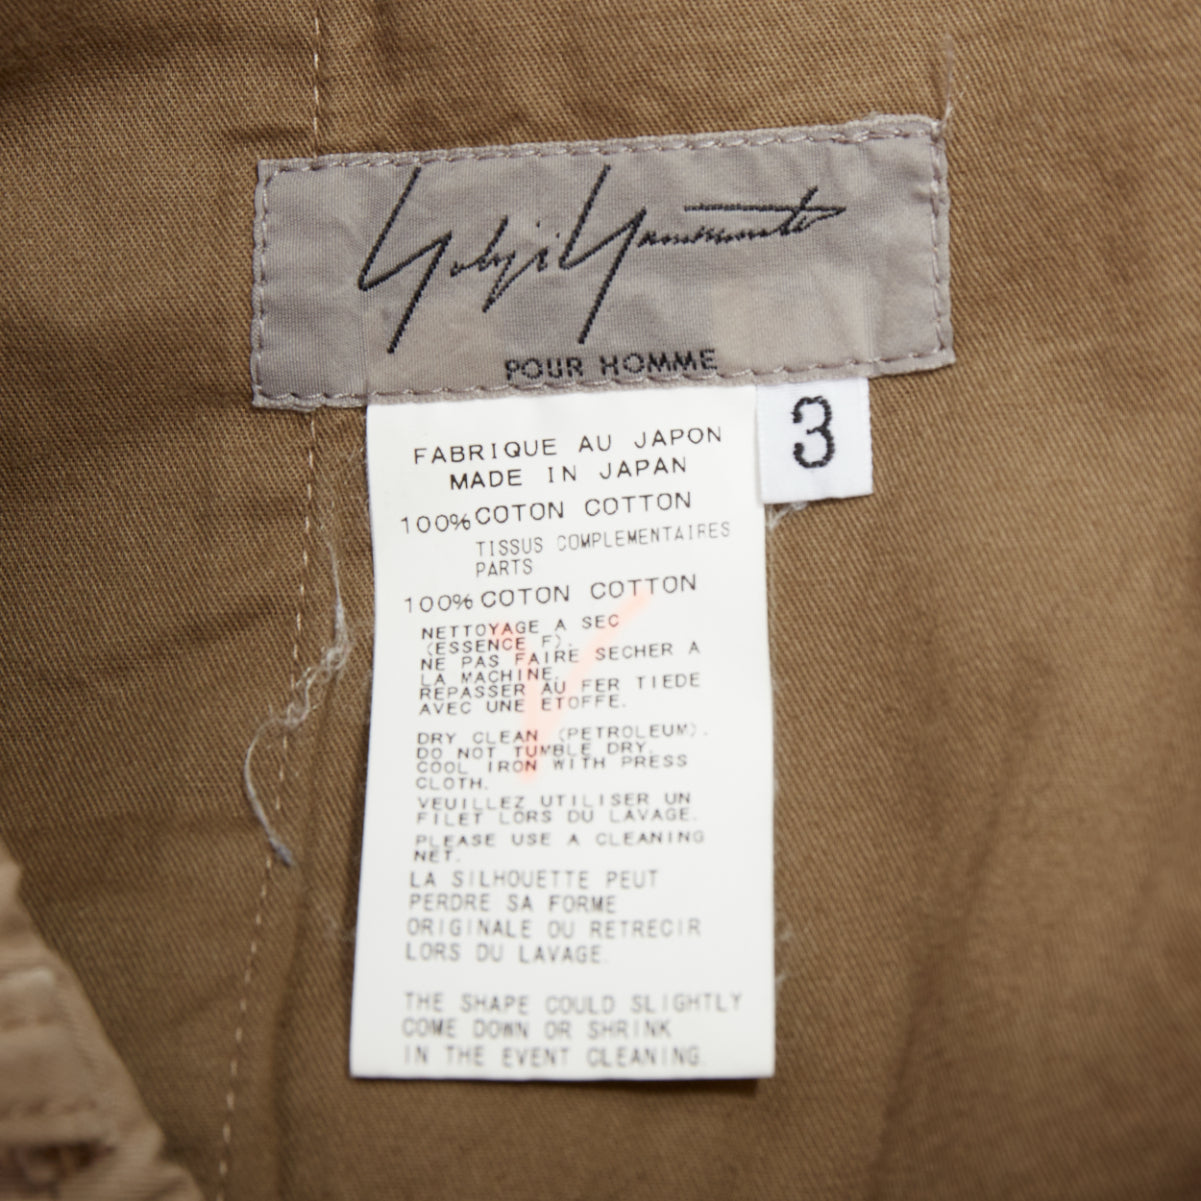 Yohji Yamamoto
POUR HOMME
3
FABRIQUE AU JAPON
MADE IN JAPAN
100% COTON COTTON
TISSUS COMPLEMENTAIRES
PARTS
100% COTON COTTON
NETTOYAGE A SEC
(ESSENCE F).
NE PAS FAIRE SECHER A
LA MACHINE.
REPASSER AU FER TIEDE
AVEC UNE ETOFFE.
DRY CLEAN (PETROLEUM).
DO NOT TUMBLE DRY.
COOL IRON WITH PRESS
CLOTH.
VEUILLEZ UTILISER UN
FILET LORS DU LAVAGE.
PLEASE USE A CLEANING
NET.
LA SILHOUETTE PEUT
PERDRE SA FORME
ORIGINALE OU RETRECIR
LORS DU LAVAGE.
THE SHAPE COULD SLIGHTLY
COME DOWN OR SHRINK
IN THE EVENT CLEANING.